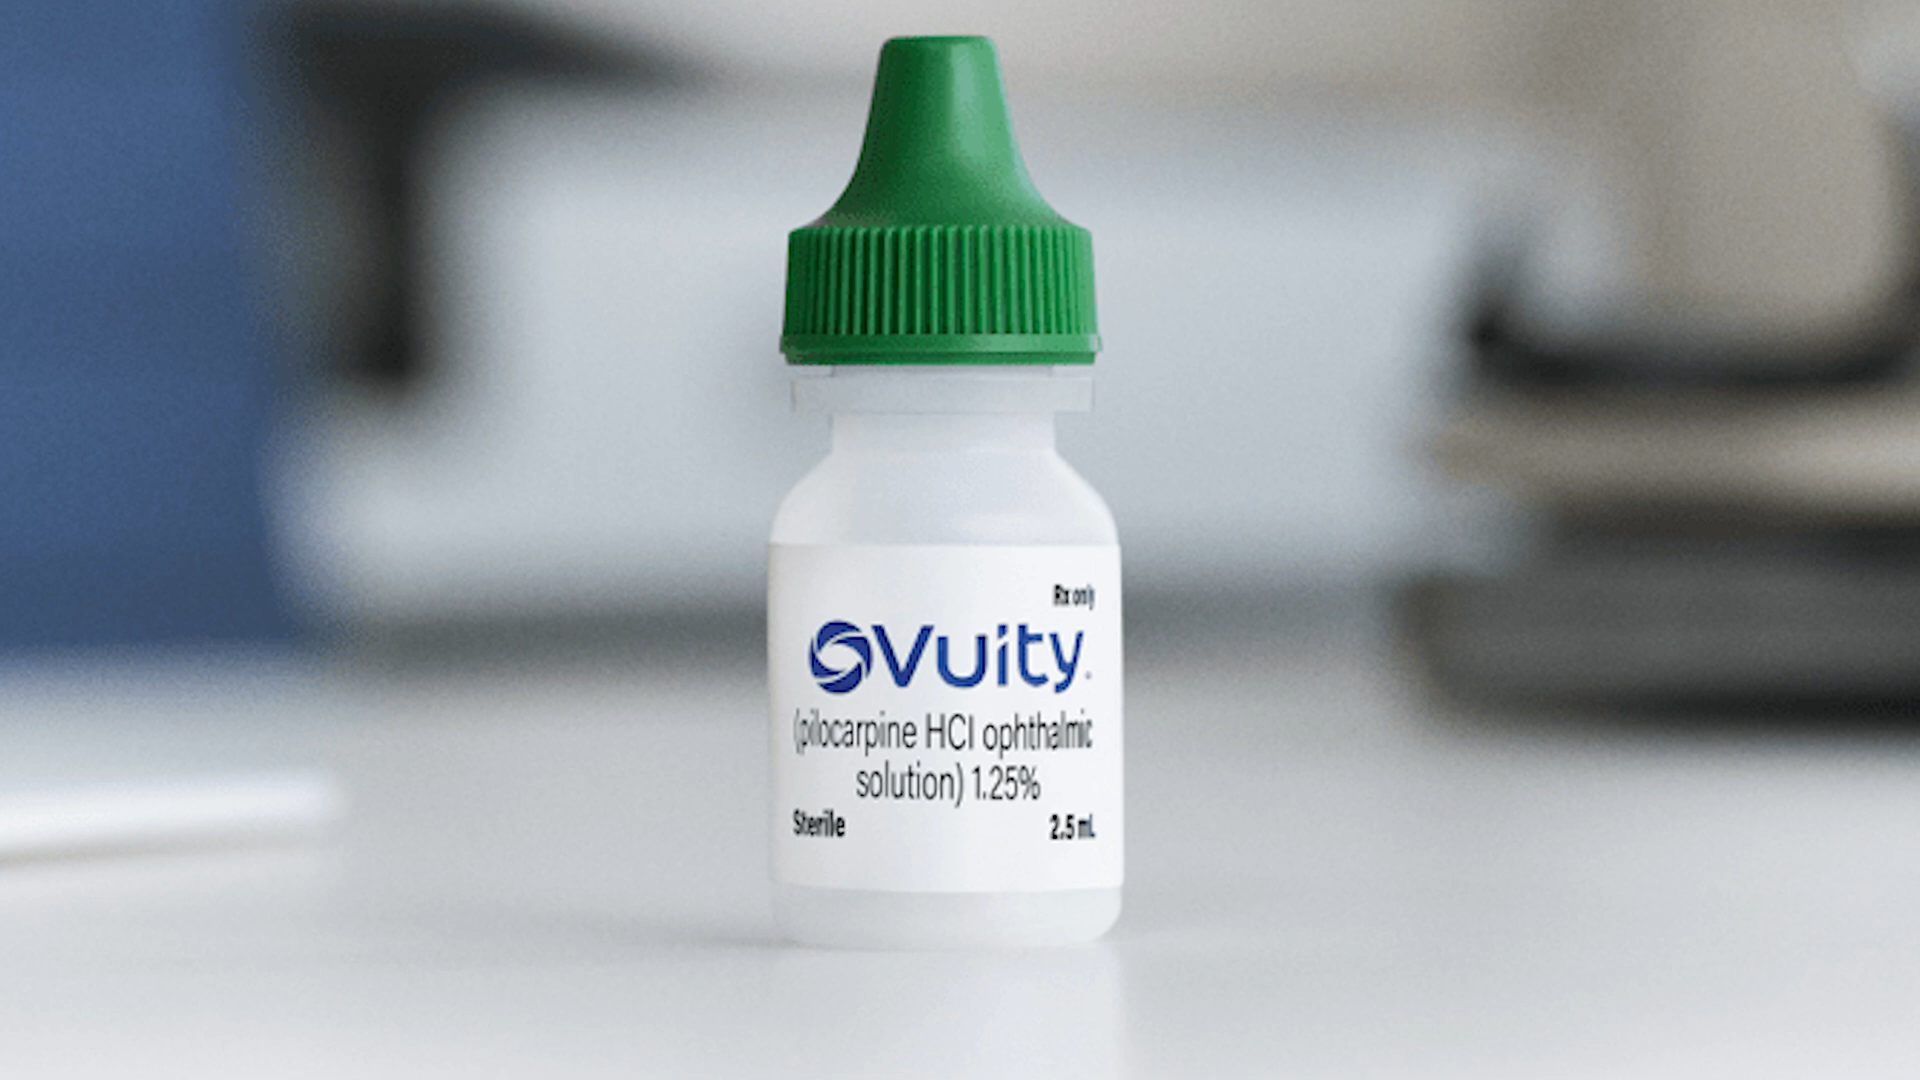 Rx only
Vuity
(pilocarpine HCl ophthalmic
solution) 1.25%
Sterile 2.5 mL